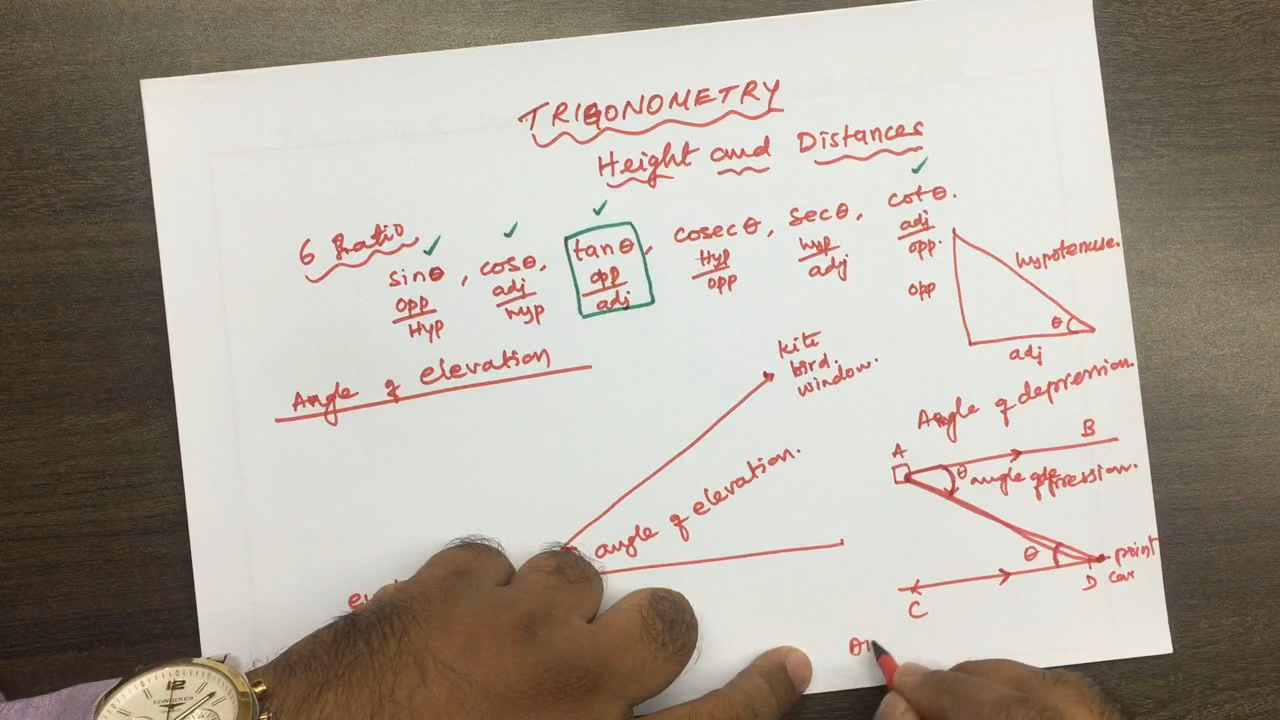 TRIGONOMETRY
Height and Distances
6 Ratio
sinθ, cosθ, tanθ, cosecθ, secθ, cotθ.
opp adj opp Hyp hyp adj
Hyp hyp adj opp adj opp.
hypotenuse.
opp
θ
adj
Angle of elevation
kite
bird.
window.
angle of elevation.
Angle of depression.
A B
θ angle of
θ point
D car
C
12
LONGINES